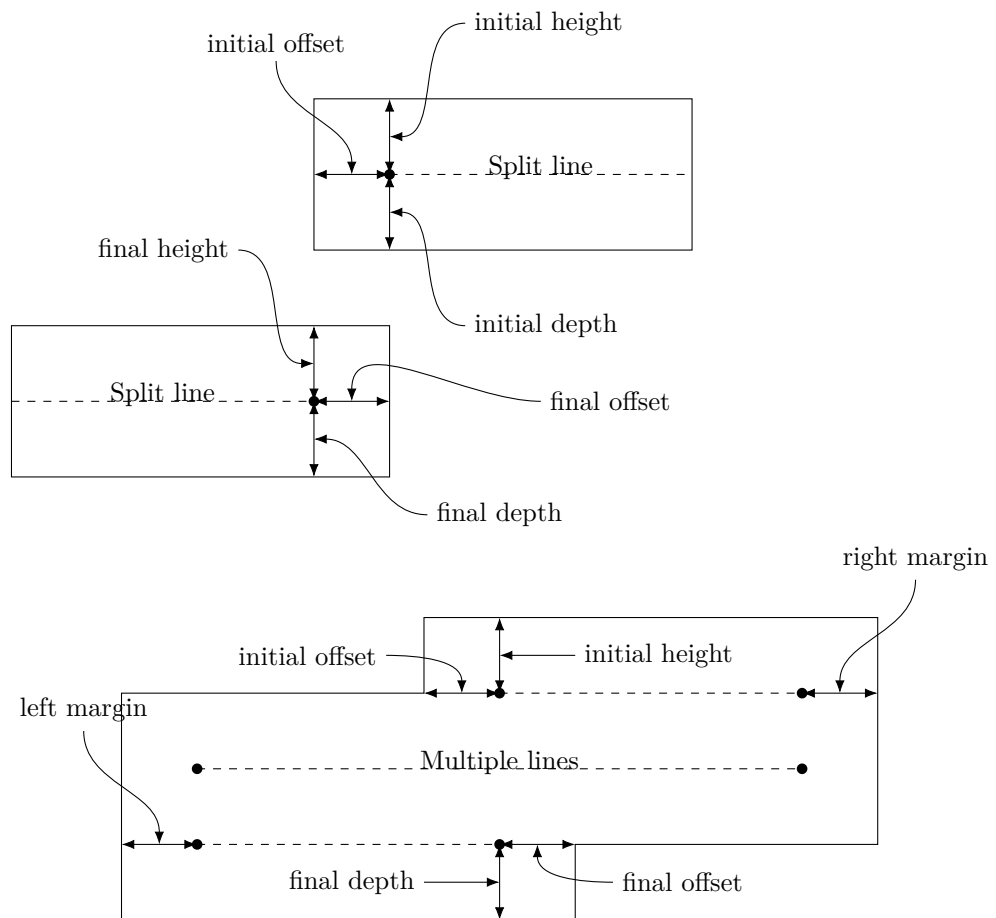 initial height
initial offset
Split line
final height
initial depth
Split line
final offset
final depth
right margin
initial offset
initial height
left margin
Multiple lines
final depth
final offset